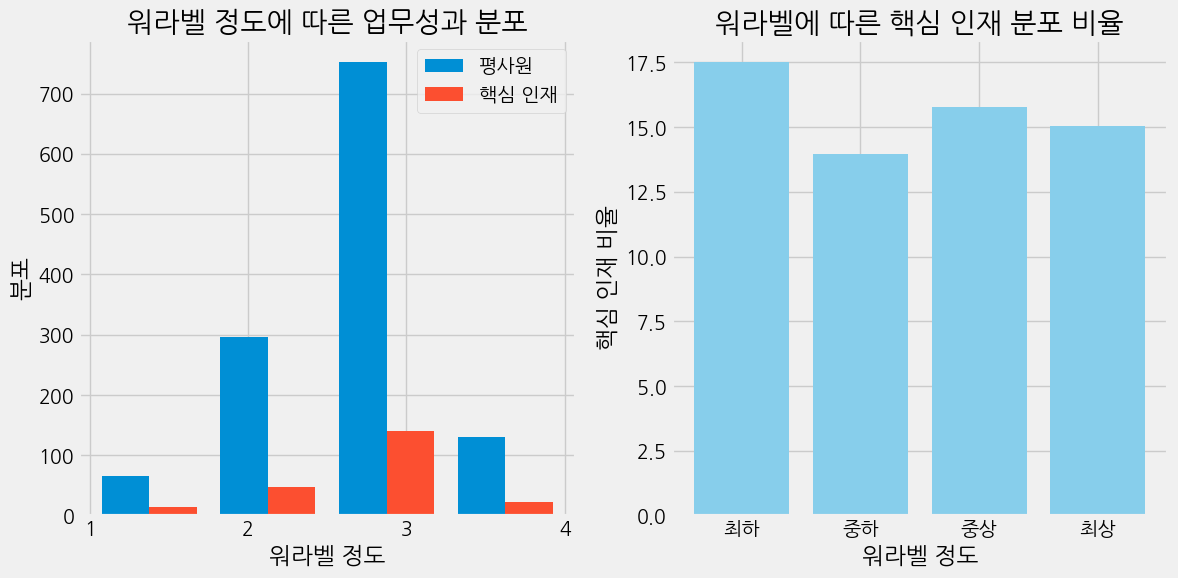 워라벨 정도에 따른 업무성과 분포
평사원
핵심 인재
700
600
500
400
300
200
100
0
분포
1
2
3
4
워라벨 정도
워라벨에 따른 핵심 인재 분포 비율
17.5
15.0
12.5
10.0
7.5
5.0
2.5
0.0
핵심 인재 비율
최하
중하
중상
최상
워라벨 정도